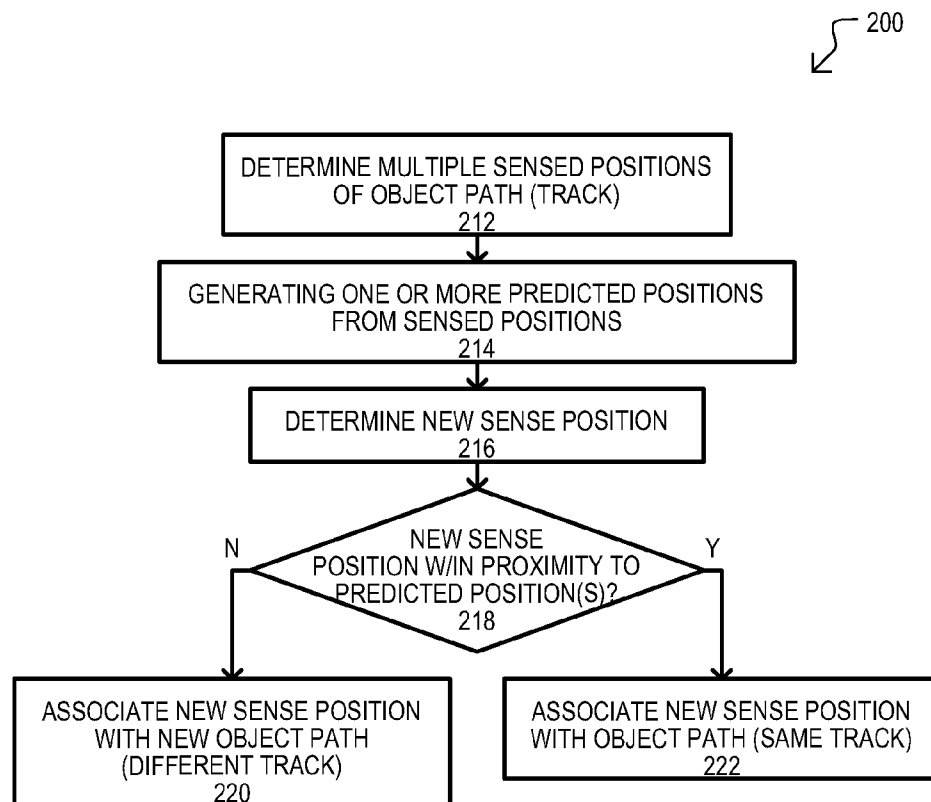 200
DETERMINE MULTIPLE SENSED POSITIONS
OF OBJECT PATH (TRACK)
212
GENERATING ONE OR MORE PREDICTED POSITIONS
FROM SENSED POSITIONS
214
DETERMINE NEW SENSE POSITION
216
NEW SENSE
POSITION W/IN PROXIMITY TO
PREDICTED POSITION(S)?
218
N
Y
ASSOCIATE NEW SENSE POSITION
WITH NEW OBJECT PATH
(DIFFERENT TRACK)
220
ASSOCIATE NEW SENSE POSITION
WITH OBJECT PATH (SAME TRACK)
222